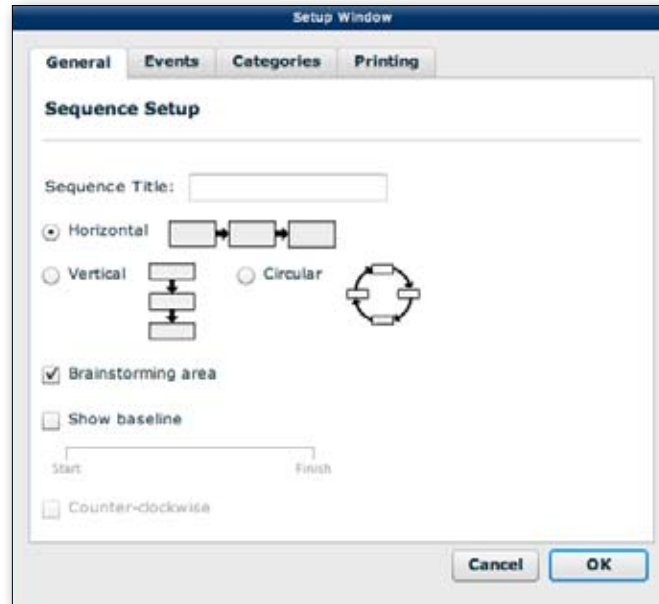 Setup Window
General Events Categories Printing
Sequence Setup
Sequence Title:
Horizontal
Vertical Circular
Brainstorming area
Show baseline
Start Finish
Counter-clockwise
Cancel OK